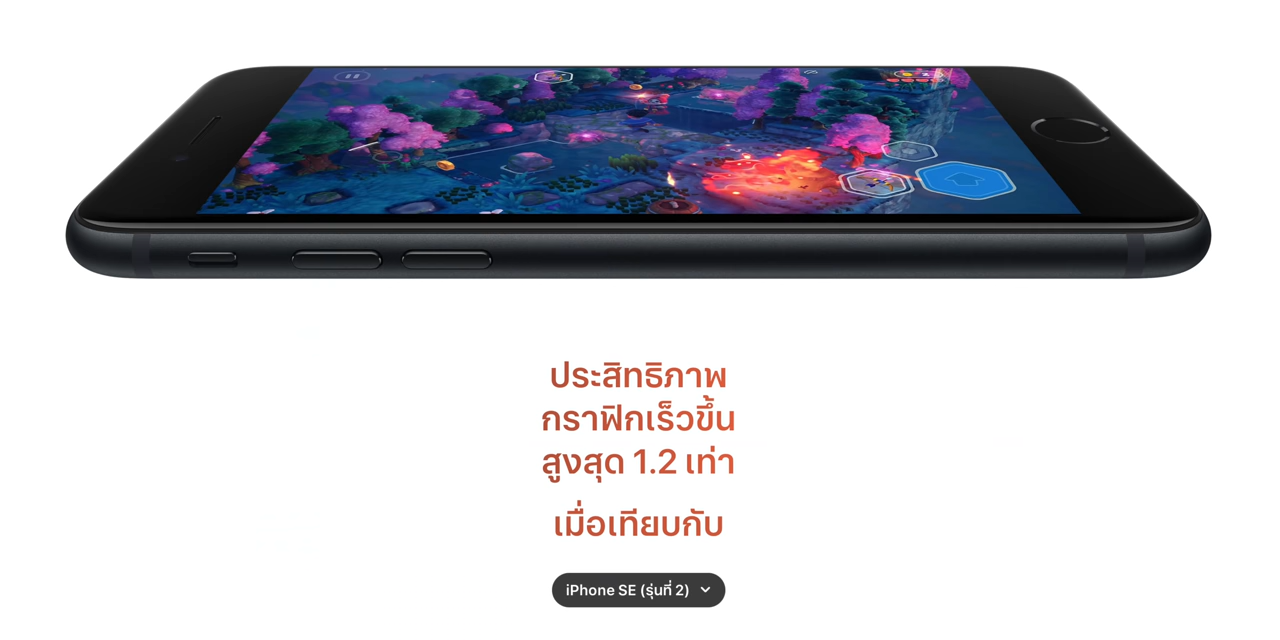 ประสิทธิภาพ
กราฟิกเร็วขึ้น
สูงสุด 1.2 เท่า
เมื่อเทียบกับ
iPhone SE (รุ่นที่ 2)